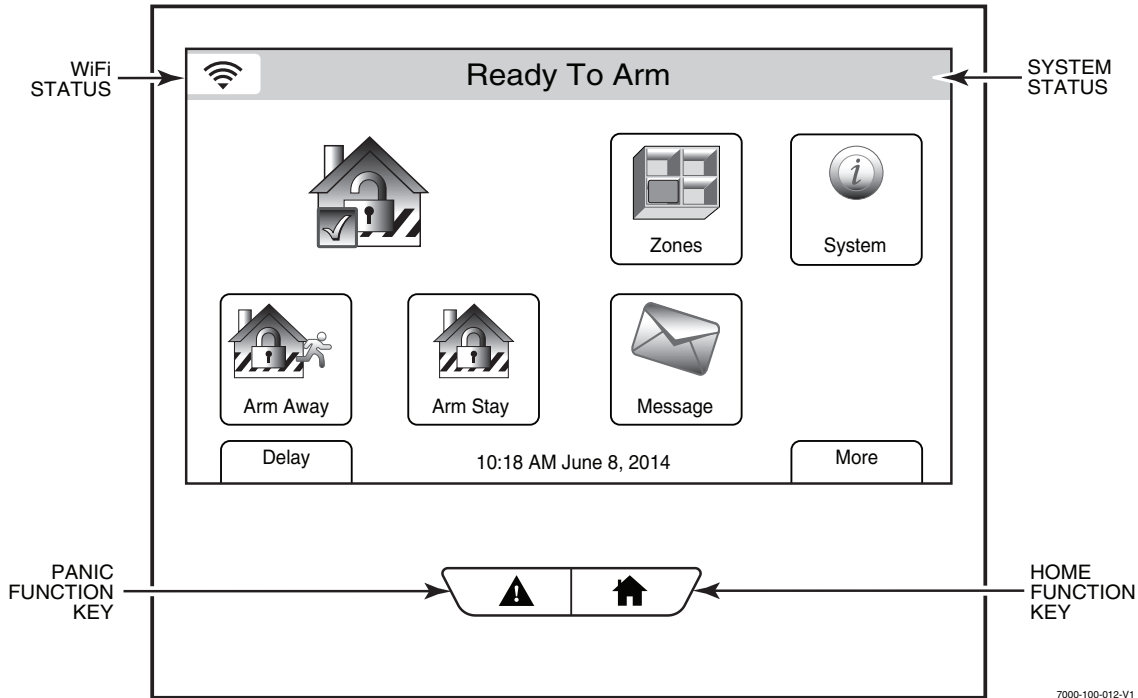 WiFi
STATUS
Ready To Arm
SYSTEM
STATUS
i
Zones
System
Arm Away
Arm Stay
Message
Delay
10:18 AM June 8, 2014
More
PANIC
FUNCTION
KEY
HOME
FUNCTION
KEY
7000-100-012-V1